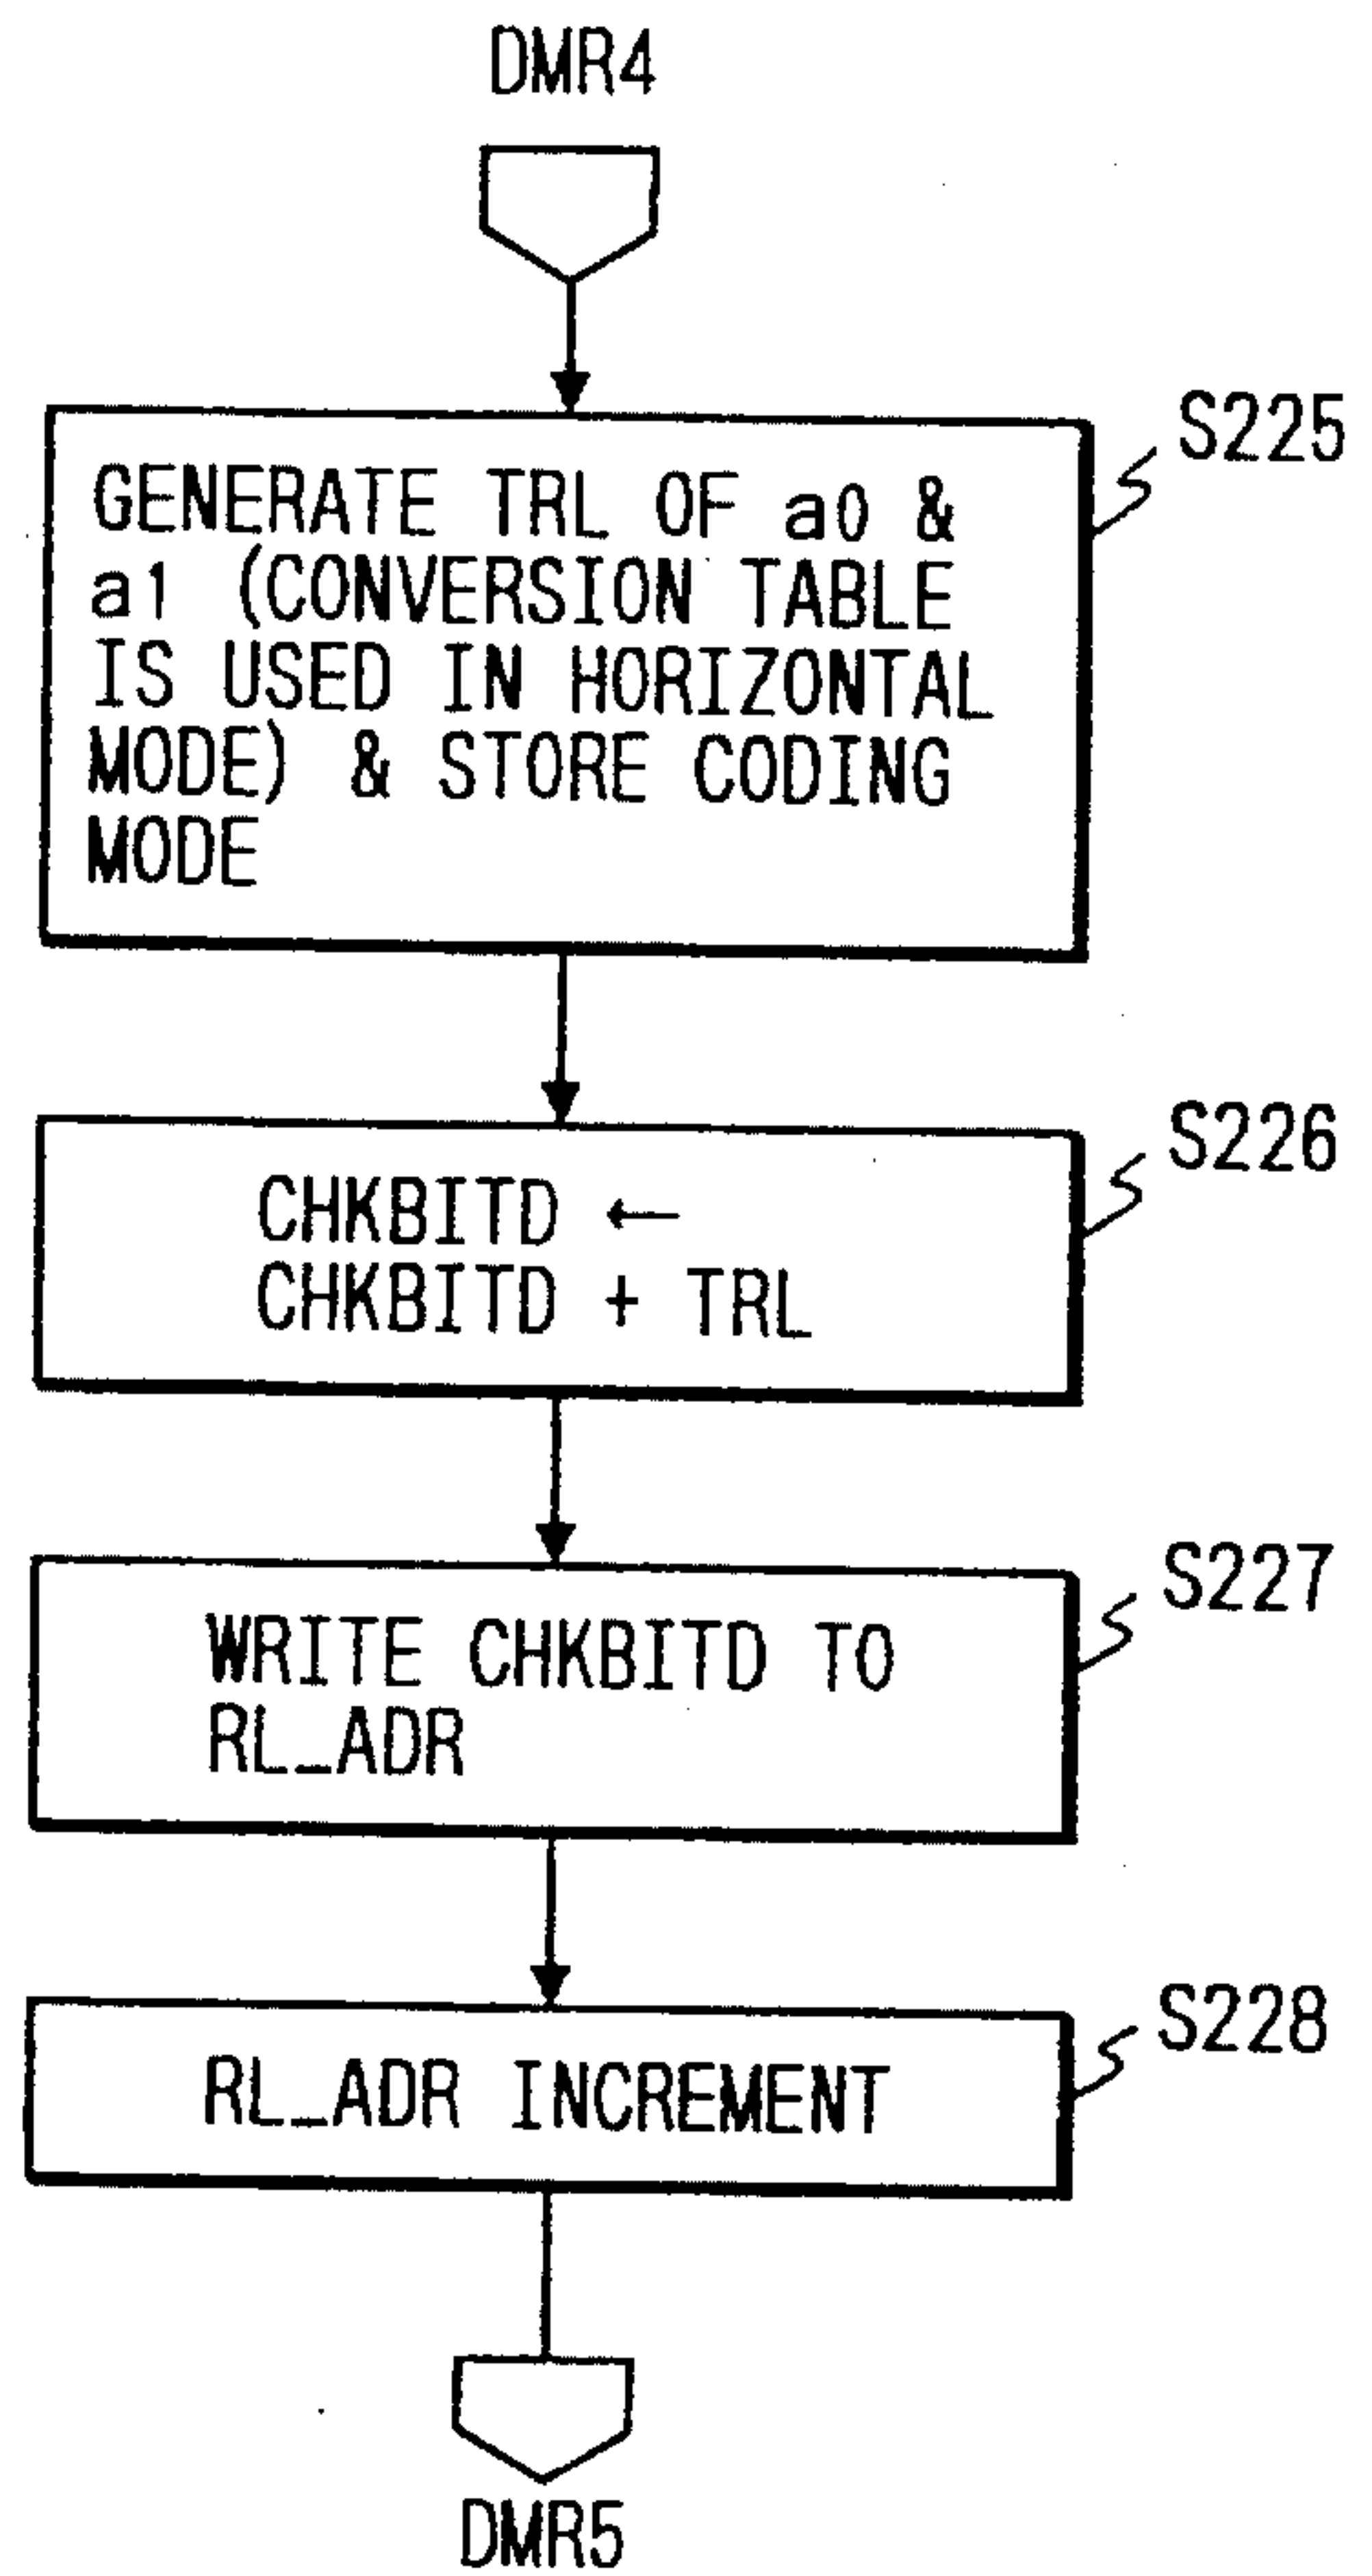 DMR4
S225
GENERATE TRL OF a0 &
a1 (CONVERSION TABLE
IS USED IN HORIZONTAL
MODE) & STORE CODING
MODE
S226
CHKBITD ←
CHKBITD + TRL
S227
WRITE CHKBITD TO
RL_ADR
S228
RL_ADR INCREMENT
DMR5